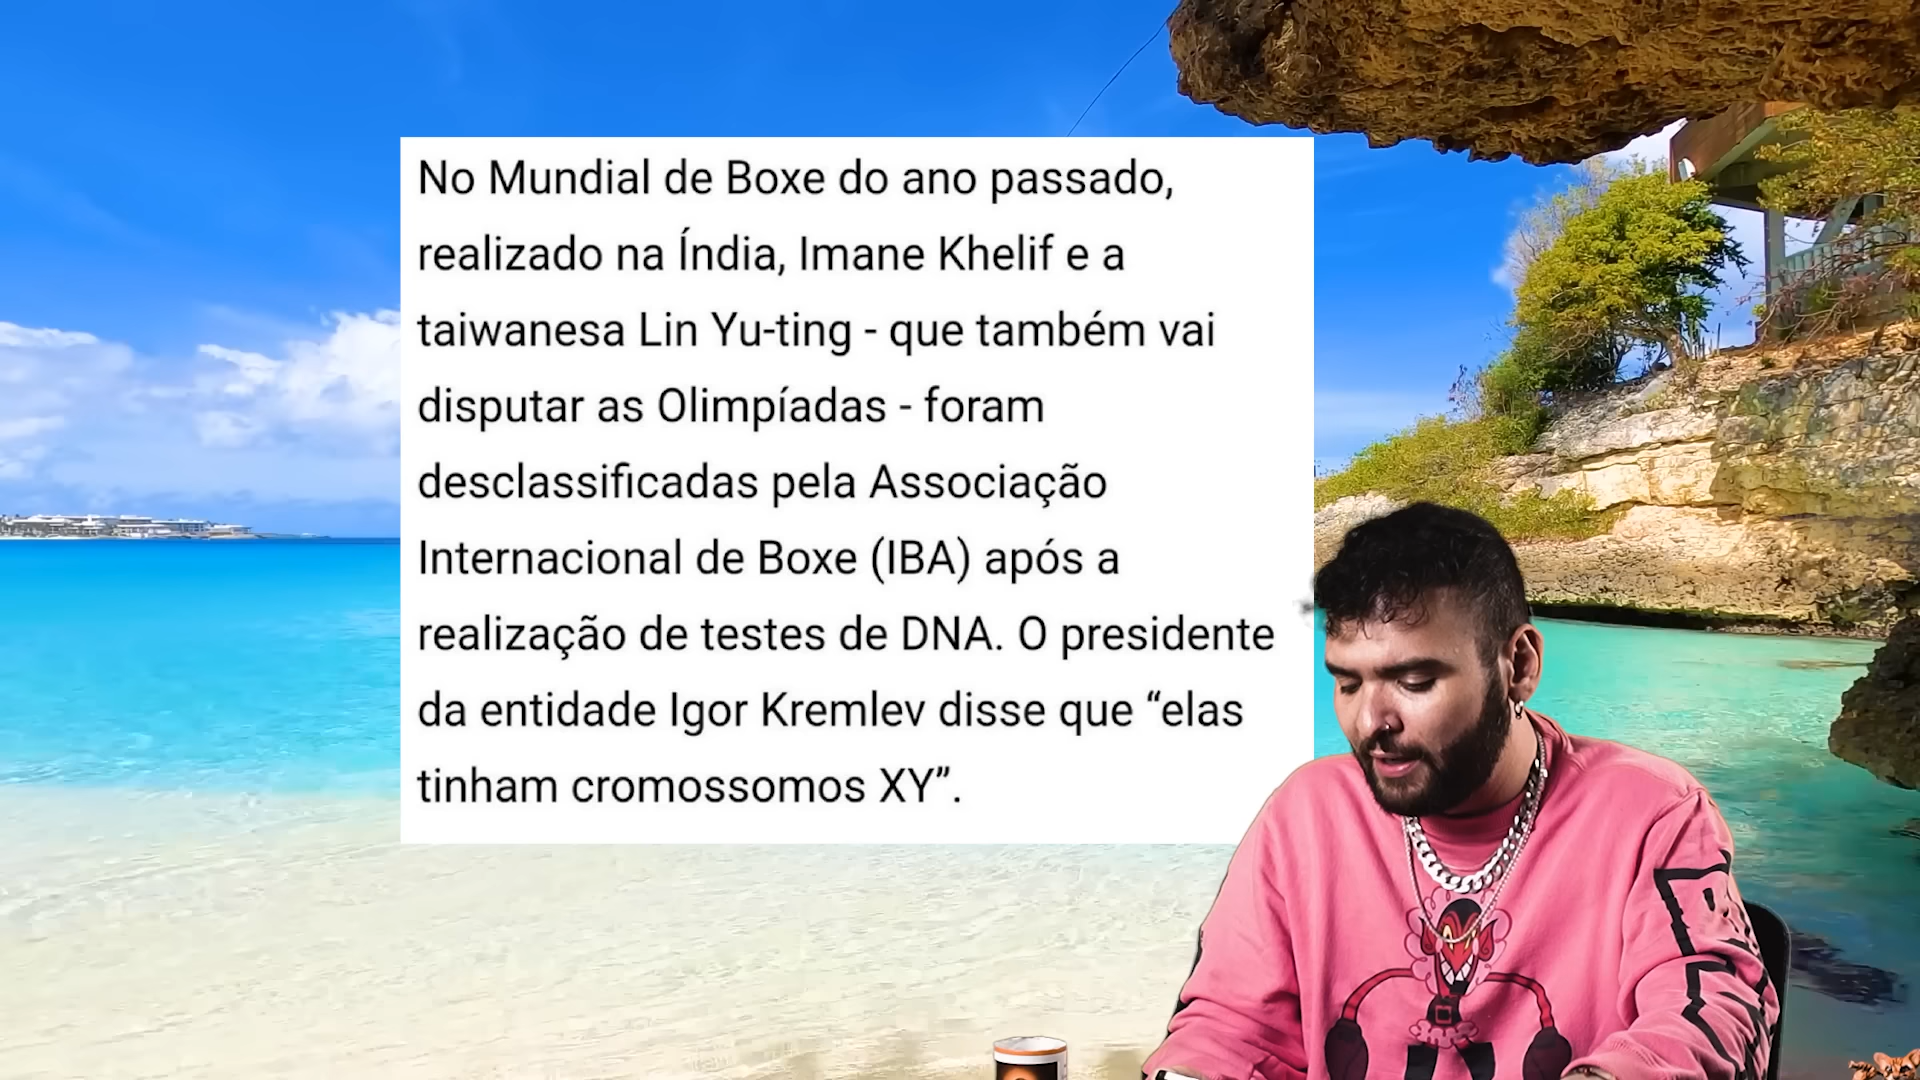 No Mundial de Boxe do ano passado,
realizado na Índia, Imane Khelif e a
taiwanesa Lin Yu-ting - que também vai
disputar as Olimpíadas - foram
desclassificadas pela Associação
Internacional de Boxe (IBA) após a
realização de testes de DNA. O presidente
da entidade Igor Kremlev disse que “elas
tinham cromossomos XY”.